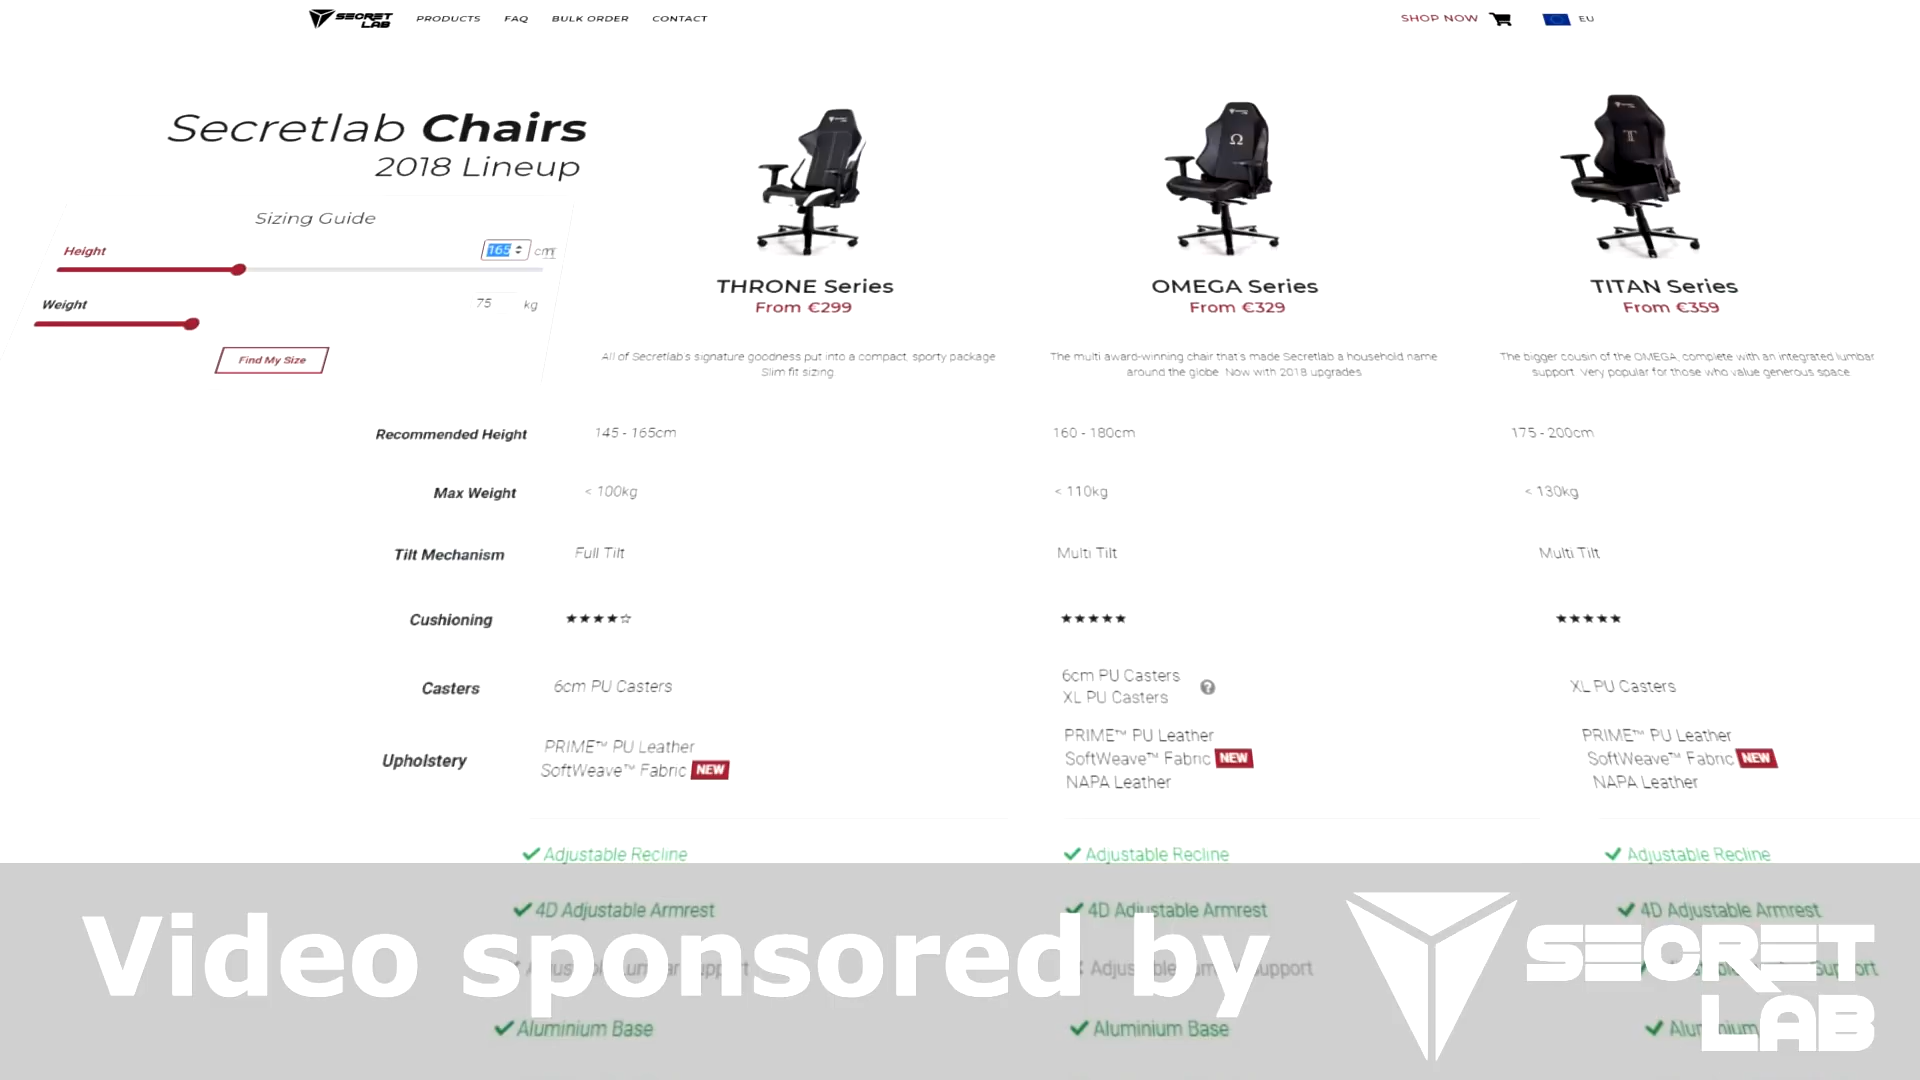 SECRET LAB PRODUCTS FAQ BULK ORDER CONTACT SHOP NOW EU
Secretlab Chairs
2018 Lineup
Sizing Guide
Height 165 cm
Weight 75 kg
Find My Size
THRONE Series OMEGA Series TITAN Series
From €299 From €329 From €359
All of Secretlab's signature goodness put into a compact, sporty package
Slim fit sizing
The multi award-winning chair that's made Secretlab a household name
around the globe. Now with 2018 upgrades
The bigger cousin of the OMEGA, complete with an integrated lumbar
support. Very popular for those who value generous space
Recommended Height 145 - 165cm 160 - 180cm 175 - 200cm
Max Weight < 100kg < 110kg < 130kg
Tilt Mechanism Full Tilt Multi Tilt Multi Tilt
Cushioning ★★★★☆ ★★★★★ ★★★★★
Casters 6cm PU Casters 6cm PU Casters XL PU Casters
XL PU Casters
Upholstery PRIME™ PU Leather PRIME™ PU Leather PRIME™ PU Leather
SoftWeave™ Fabric NEW SoftWeave™ Fabric NEW SoftWeave™ Fabric NEW
NAPA Leather NAPA Leather
Adjustable Recline Adjustable Recline Adjustable Recline
4D Adjustable Armrest 4D Adjustable Armrest 4D Adjustable Armrest
Video sponsored by SECRET LAB
Support Support
Aluminium Base Aluminium Base Aluminium